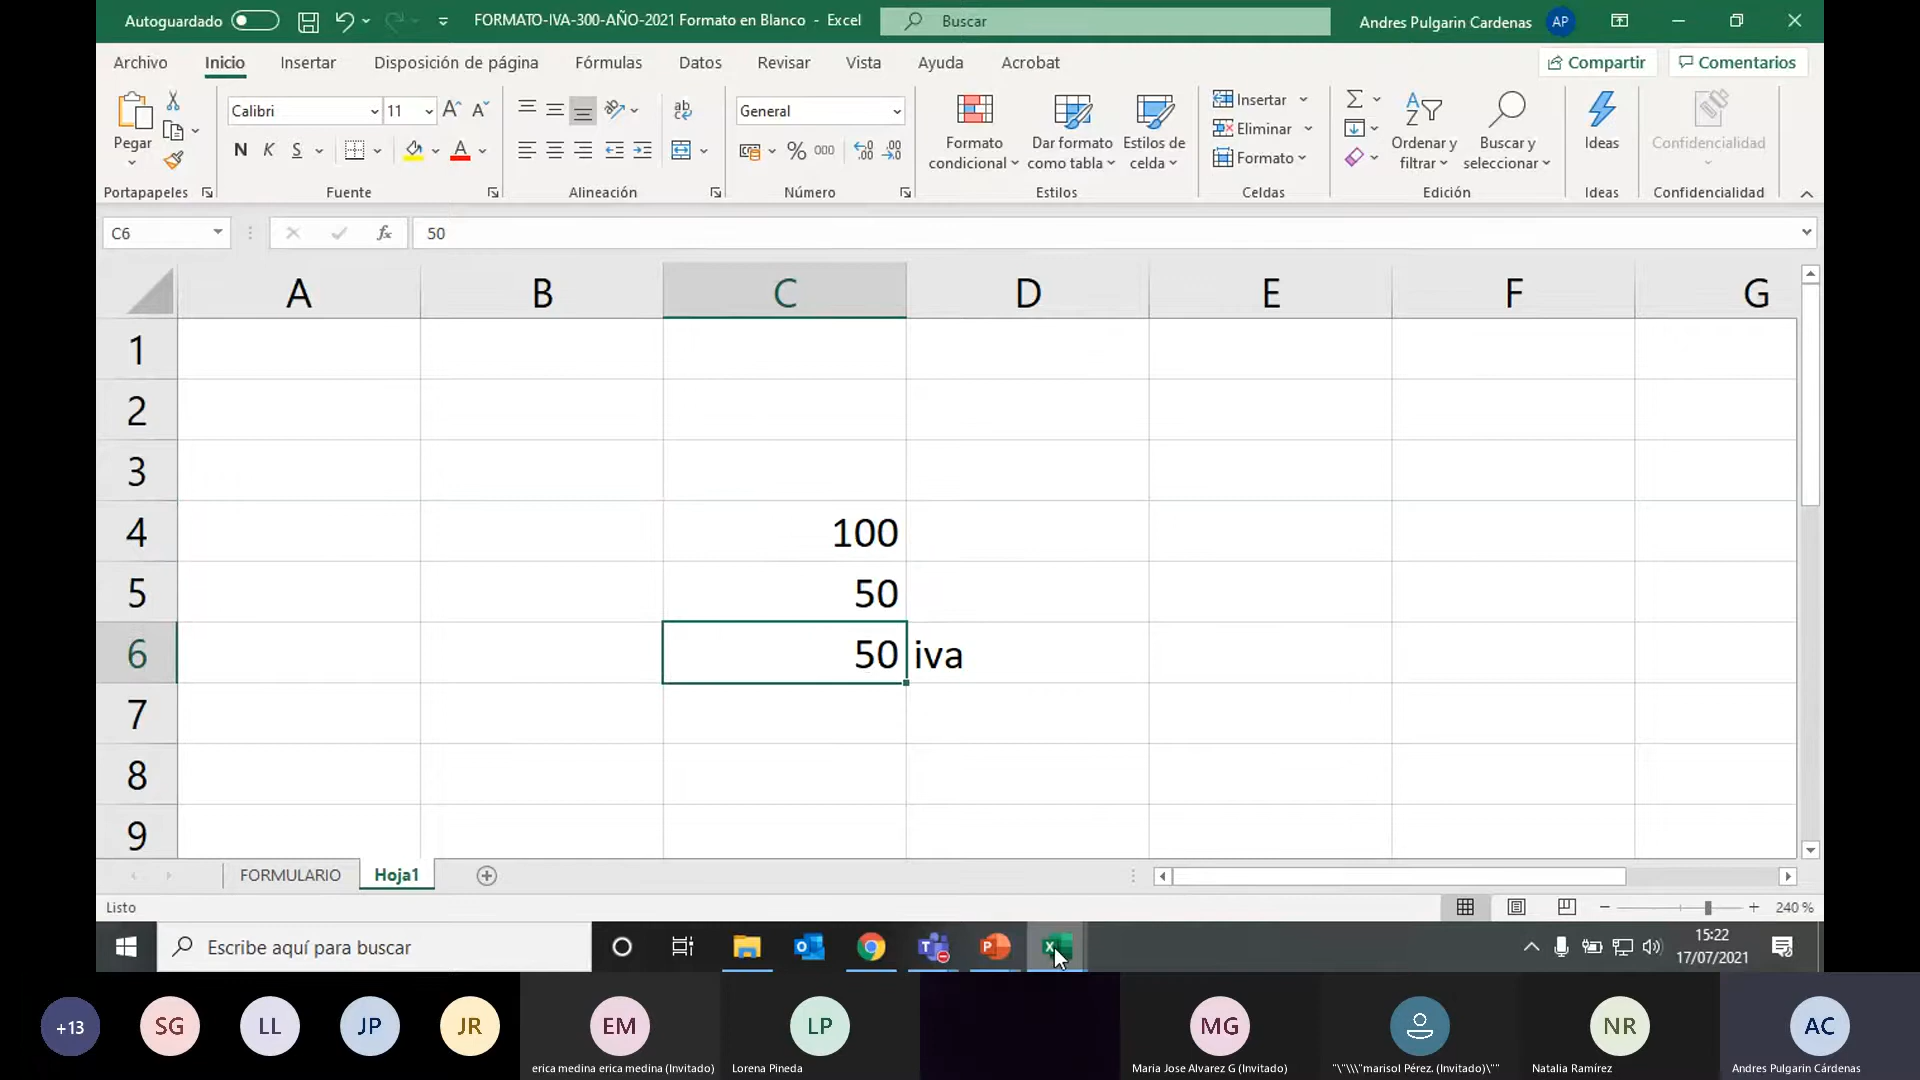 Autoguardado
FORMATO-IVA-300-AÑO-2021 Formato en Blanco - Excel
Buscar
Andres Pulgarin Cardenas
AP
Archivo
Inicio
Insertar
Disposición de página
Fórmulas
Datos
Revisar
Vista
Ayuda
Acrobat
Compartir
Comentarios
Pegar
Portapapeles
Calibri
11
N K S
Fuente
Alineación
General
% 000
Número
Formato condicional
Dar formato como tabla
Estilos de celda
Estilos
Insertar
Eliminar
Formato
Celdas
Ordenar y filtrar
Buscar y seleccionar
Edición
Ideas
Ideas
Confidencialidad
Confidencialidad
C6
fx
50
A B C D E F G
1
2
3
4 100
5 50
6 50 iva
7
8
9
FORMULARIO
Hoja1
Listo
240 %
Escribe aquí para buscar
15:22
17/07/2021
+13
SG
LL
JP
JR
EM
LP
MG
NR
AC
erica medina erica medina (Invitado)
Lorena Pineda
Maria Jose Alvarez G (Invitado)
"\"\\\"marisol Pérez. (Invitado)\""
Natalia Ramírez
Andres Pulgarin Cárdenas